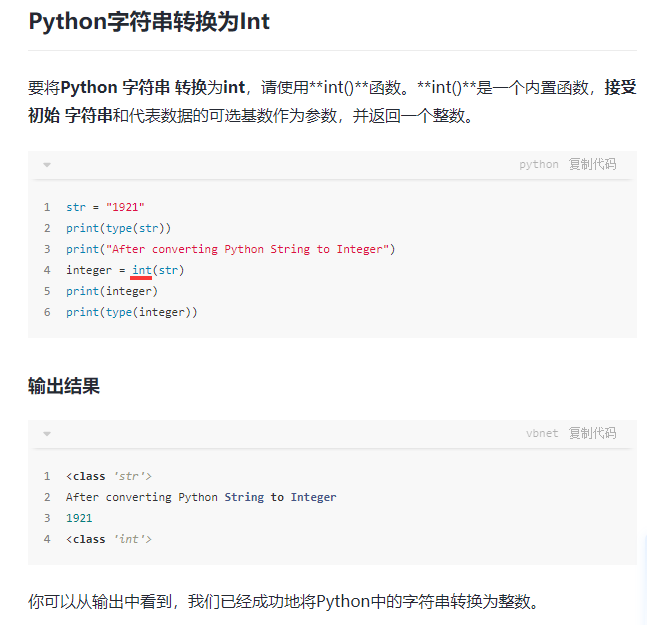 Python字符串转换为Int
要将Python 字符串 转换为int，请使用**int()**函数。**int()**是一个内置函数，接受
初始 字符串和代表数据的可选基数作为参数，并返回一个整数。
python 复制代码
1 str = "1921"
2 print(type(str))
3 print("After converting Python String to Integer")
4 integer = int(str)
5 print(integer)
6 print(type(integer))
输出结果
vbnet 复制代码
1 <class 'str'>
2 After converting Python String to Integer
3 1921
4 <class 'int'>
你可以从输出中看到，我们已经成功地将Python中的字符串转换为整数。